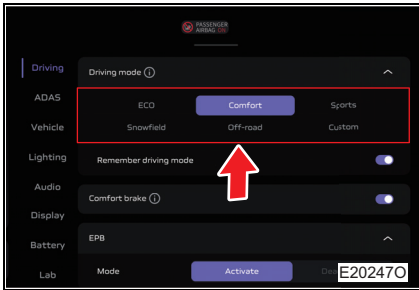 PASSENGER
AIRBAG ON
Driving
Driving mode
ADAS
ECO Comfort Sports
Vehicle
Snowfield Off-road Custom
Lighting
Remember driving mode
Audio
Comfort brake
Display
EPB
Battery
Mode Activate
Lab
E20247O